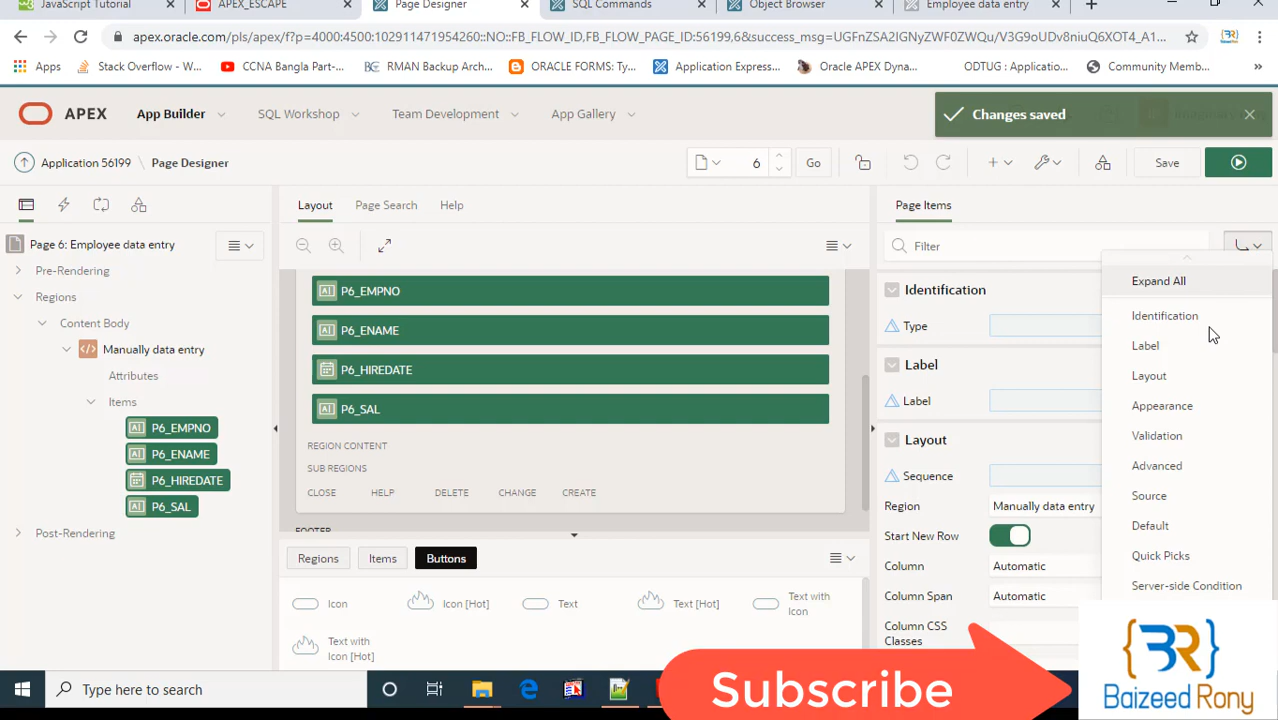 JavaScript Tutorial
APEX_ESCAPE
Page Designer
SQL Commands
Object Browser
Employee data entry
apex.oracle.com/pls/apex/f?p=4000:4500:102911471954260::NO::FB_FLOW_ID,FB_FLOW_PAGE_ID:56199,6&success_msg=UGFnZSA2IGNyZWF0ZWQu/V3G9oUDv8niuQ6XOT4_A1...
Apps
Stack Overflow - W...
CCNA Bangla Part-...
RMAN Backup Arch...
ORACLE FORMS: Ty...
Application Express...
Oracle APEX Dyna...
ODTUG : Applicatio...
Community Memb...
APEX
App Builder
SQL Workshop
Team Development
App Gallery
Changes saved
Application 56199 \ Page Designer
6
Go
Save
Layout
Page Search
Help
Page Items
Page 6: Employee data entry
Pre-Rendering
Regions
Content Body
Manually data entry
Attributes
Items
P6_EMPNO
P6_ENAME
P6_HIREDATE
P6_SAL
Post-Rendering
P6_EMPNO
P6_ENAME
P6_HIREDATE
P6_SAL
REGION CONTENT
SUB REGIONS
CLOSE
HELP
DELETE
CHANGE
CREATE
FOOTER
Regions
Items
Buttons
Icon
Icon [Hot]
Text
Text [Hot]
Text with
Icon
Text with
Icon [Hot]
Filter
Identification
Type
Label
Label
Layout
Sequence
Region
Manually data entry
Start New Row
Column
Automatic
Column Span
Automatic
Column CSS
Classes
Expand All
Identification
Label
Layout
Appearance
Validation
Advanced
Source
Default
Quick Picks
Server-side Condition
Type here to search
Subscribe
{BR}
Baizeed Rony